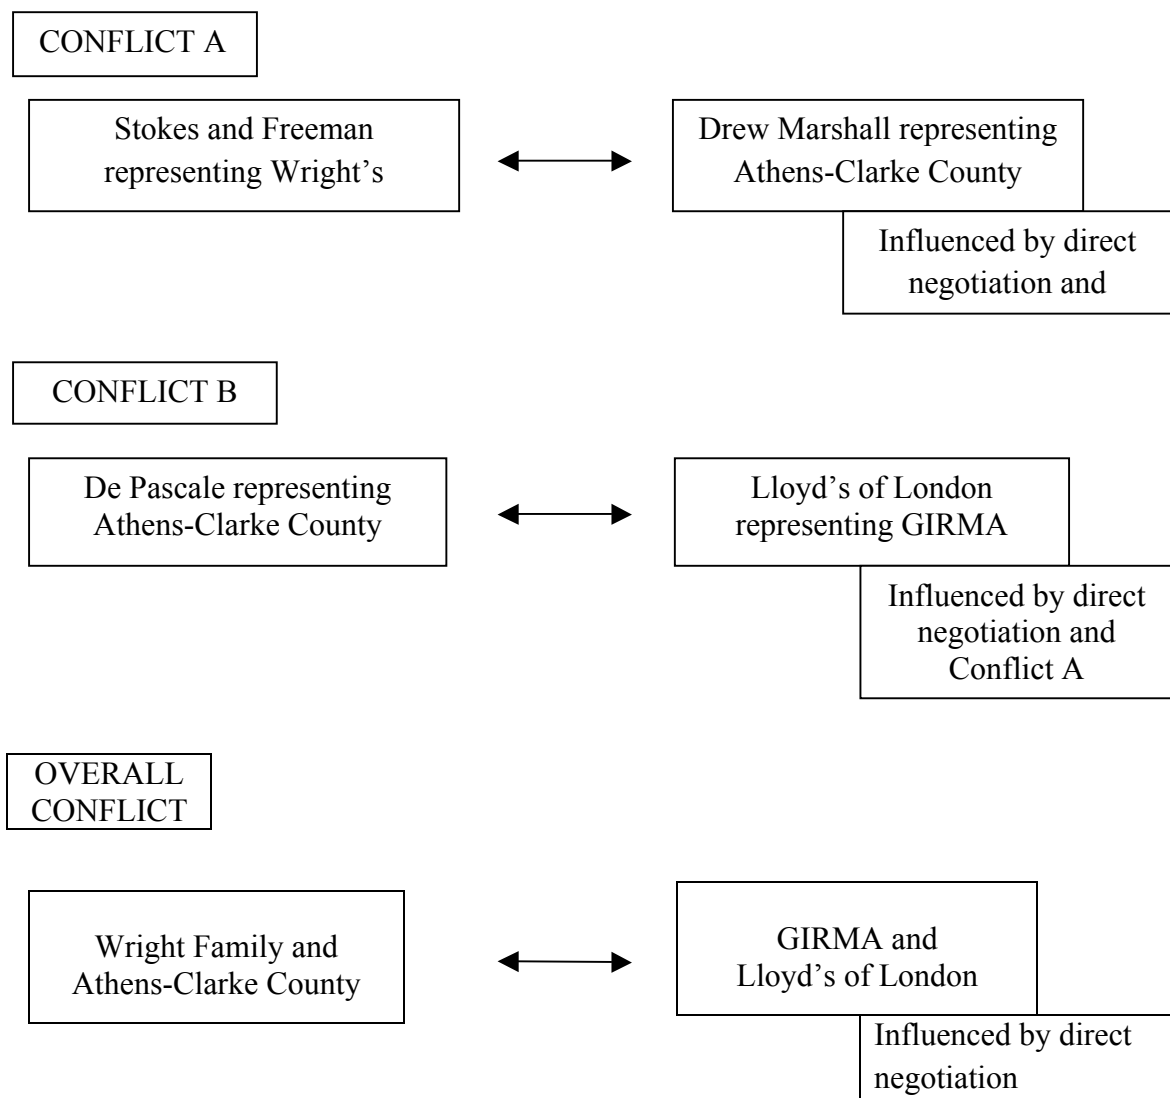 CONFLICT A
Stokes and Freeman
representing Wright’s
Drew Marshall representing
Athens-Clarke County
Influenced by direct
negotiation and
CONFLICT B
De Pascale representing
Athens-Clarke County
Lloyd’s of London
representing GIRMA
Influenced by direct
negotiation and
Conflict A
OVERALL
CONFLICT
Wright Family and
Athens-Clarke County
GIRMA and
Lloyd’s of London
Influenced by direct
negotiation